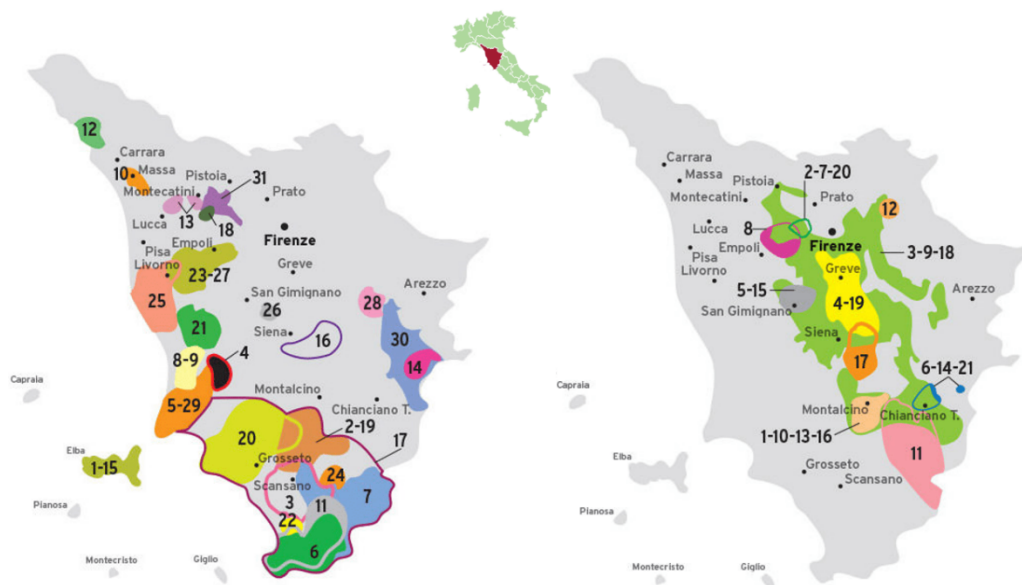 12
Carrara
10
Massa
Pistoia
31
Montecatini
Prato
13
Lucca
18
Firenze
Pisa
Empoli
Livorno
23-27
Greve
25
San Gimignano
26
28
Arezzo
21
Siena
16
30
8-9
4
14
Capraia
5-29
Montalcino
Chianciano T.
2-19
17
20
Elba
1-15
Grosseto
24
Scansano
7
3
11
Pianosa
22
6
Montecristo
Giglio
Carrara
Massa
Pistoia
2-7-20
Montecatini
Prato
12
Lucca
8
Firenze
Empoli
3-9-18
Pisa
Livorno
Greve
5-15
Arezzo
San Gimignano
4-19
Siena
17
6-14-21
Capraia
Montalcino
Chianciano T.
1-10-13-16
Elba
11
Grosseto
Scansano
Pianosa
Montecristo
Giglio